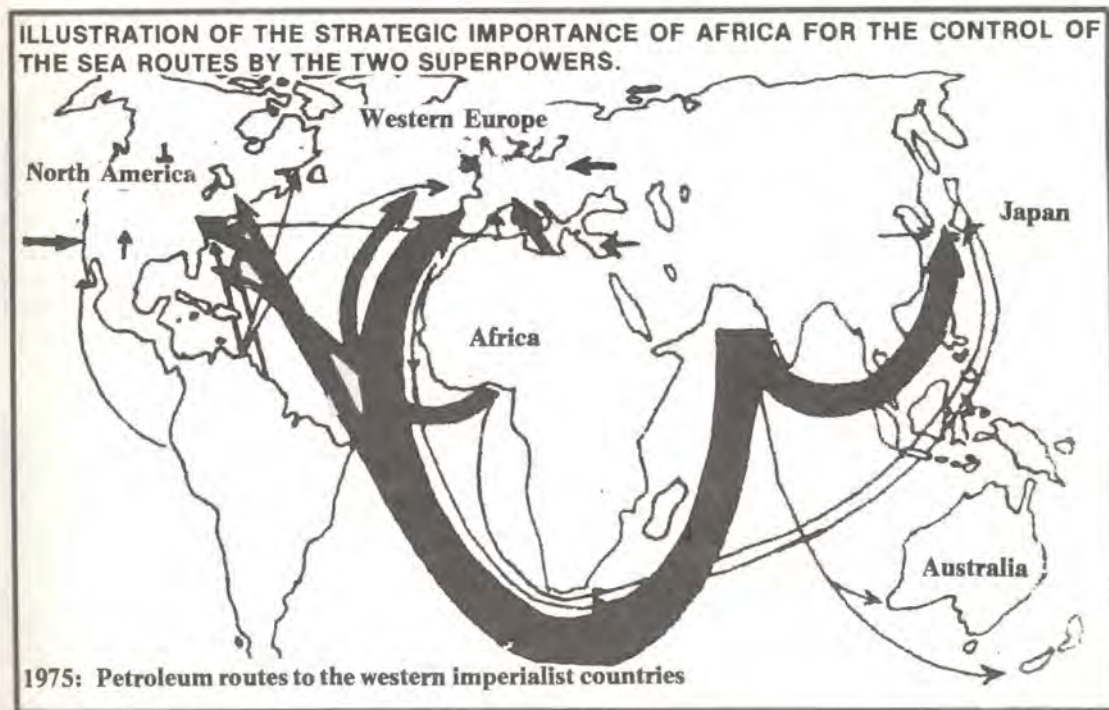 ILLUSTRATION OF THE STRATEGIC IMPORTANCE OF AFRICA FOR THE CONTROL OF
THE SEA ROUTES BY THE TWO SUPERPOWERS.
Western Europe
North America
Japan
Africa
Australia
1975: Petroleum routes to the western imperialist countries